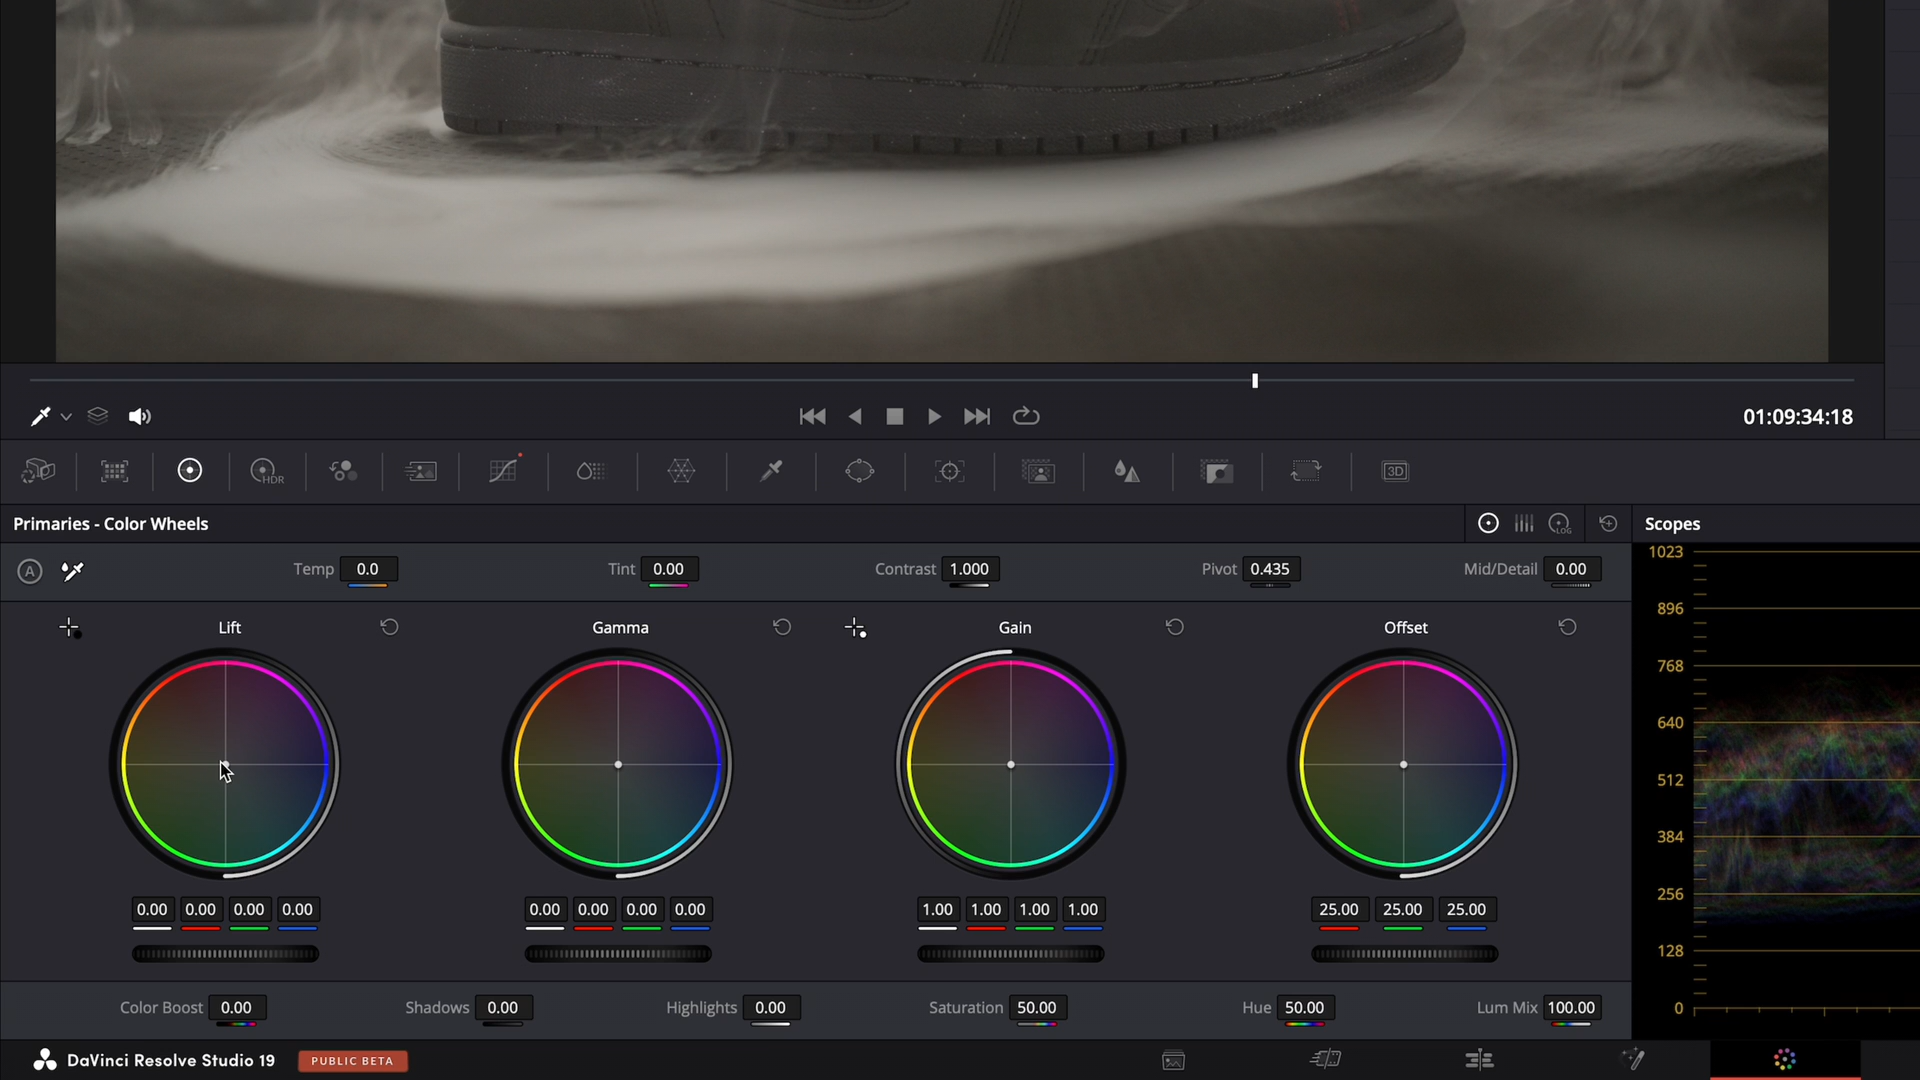 01:09:34:18
HDR
3D
Primaries - Color Wheels
LOG
Scopes
A
Temp 0.0
Tint 0.00
Contrast 1.000
Pivot 0.435
Mid/Detail 0.00
Lift
Gamma
Gain
Offset
0.00 0.00 0.00 0.00
0.00 0.00 0.00 0.00
1.00 1.00 1.00 1.00
25.00 25.00 25.00
Color Boost 0.00
Shadows 0.00
Highlights 0.00
Saturation 50.00
Hue 50.00
Lum Mix 100.00
1023
896
768
640
512
384
256
128
0
DaVinci Resolve Studio 19
PUBLIC BETA